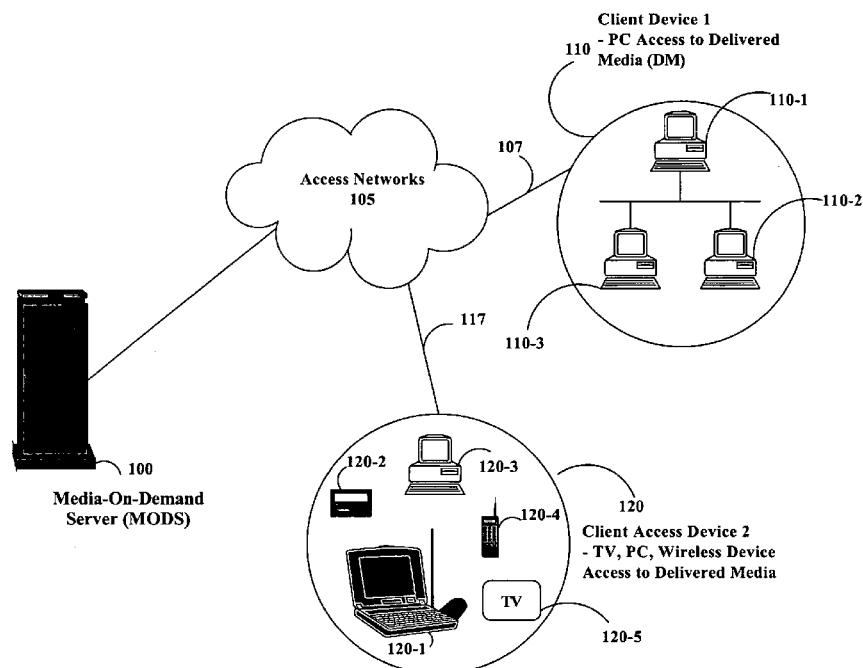 Client Device 1
- PC Access to Delivered
Media (DM)
110
110-1
107
Access Networks
105
110-2
110-3
117
100
Media-On-Demand
Server (MODS)
120-2
120-3
120-4
120
Client Access Device 2
- TV, PC, Wireless Device
Access to Delivered Media
TV
120-1
120-5